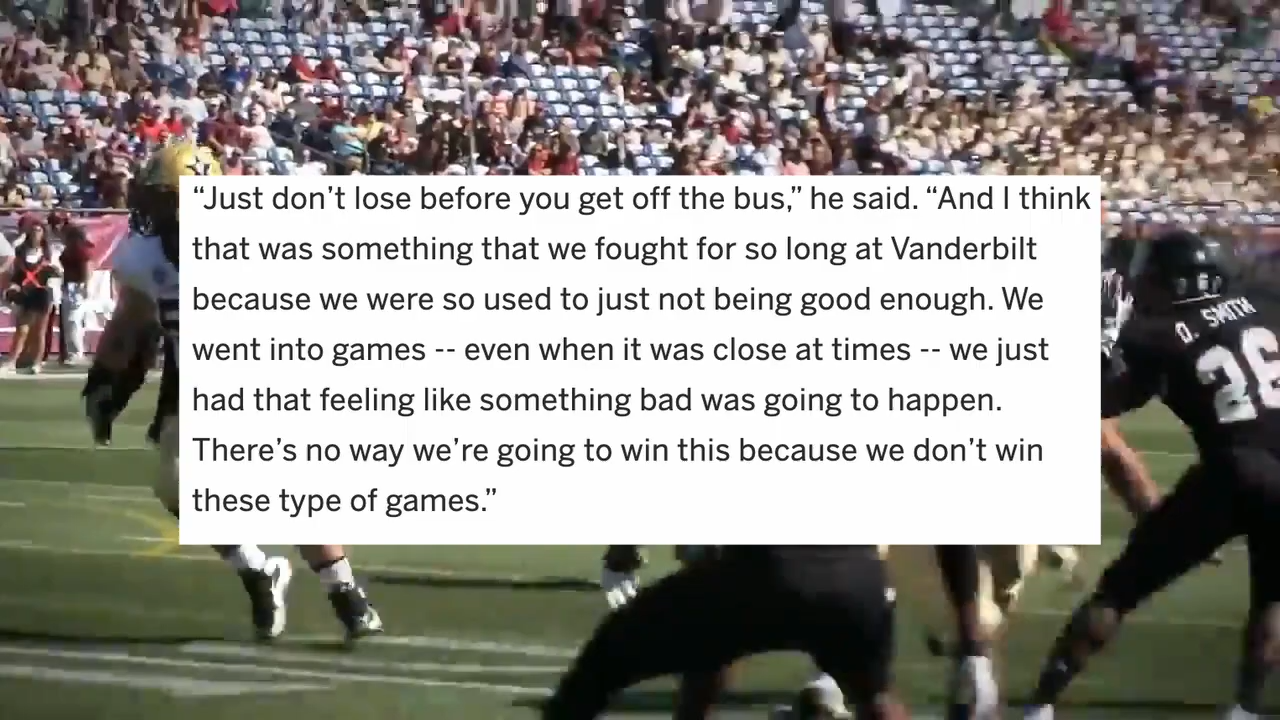 “Just don’t lose before you get off the bus,” he said. “And I think
that was something that we fought for so long at Vanderbilt
because we were so used to just not being good enough. We
went into games -- even when it was close at times -- we just
had that feeling like something bad was going to happen.
There’s no way we’re going to win this because we don’t win
these type of games.”
D. SMITH
26